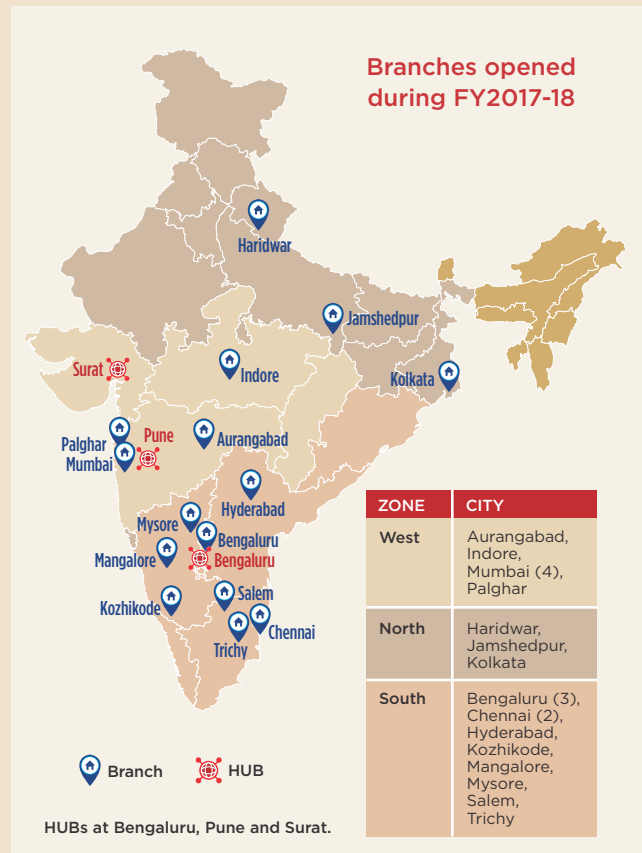 Branches opened
during FY2017-18
Haridwar
Jamshedpur
Surat
Indore
Kolkata
Palghar
Pune
Aurangabad
Mumbai
Hyderabad
Mysore
Bengaluru
Mangalore
Bengaluru
Kozhikode
Salem
Chennai
Trichy
ZONE CITY
West Aurangabad,
Indore,
Mumbai (4),
Palghar
North Haridwar,
Jamshedpur,
Kolkata
South Bengaluru (3),
Chennai (2),
Hyderabad,
Kozhikode,
Mangalore,
Mysore,
Salem,
Trichy
Branch HUB
HUBs at Bengaluru, Pune and Surat.